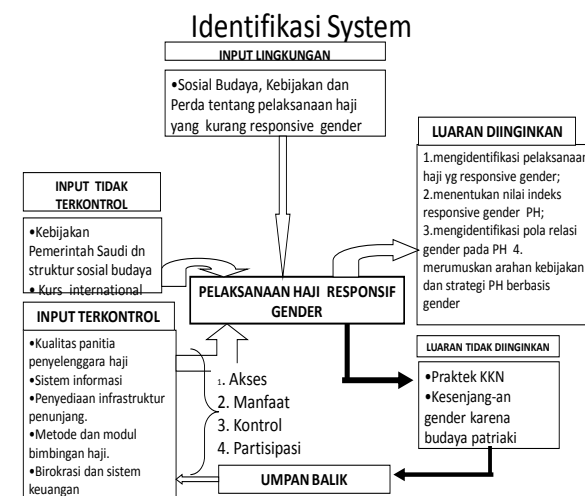 Identifikasi System
INPUT LINGKUNGAN
•Sosial Budaya, Kebijakan dan
Perda tentang pelaksanaan haji
yang kurang responsive gender
LUARAN DIINGINKAN
1.mengidentifikasi pelaksanaan
haji yg responsive gender;
2.menentukan nilai indeks
responsive gender PH;
3.mengidentifikasi pola relasi
gender pada PH 4.
merumuskan arahan kebijakan
dan strategi PH berbasis
gender
INPUT TIDAK
TERKONTROL
•Kebijakan
Pemerintah Saudi dn
struktur sosial budaya
• Kurs international
PELAKSANAAN HAJI RESPONSIF
GENDER
INPUT TERKONTROL
•Kualitas panitia
penyelenggara haji
•Sistem informasi
•Penyediaan infrastruktur
penunjang.
•Metode dan modul
bimbingan haji.
•Birokrasi dan sistem
keuangan
1. Akses
2. Manfaat
3. Kontrol
4. Partisipasi
LUARAN TIDAK DIINGINKAN
•Praktek KKN
•Kesenjang-an
gender karena
budaya patriaki
UMPAN BALIK